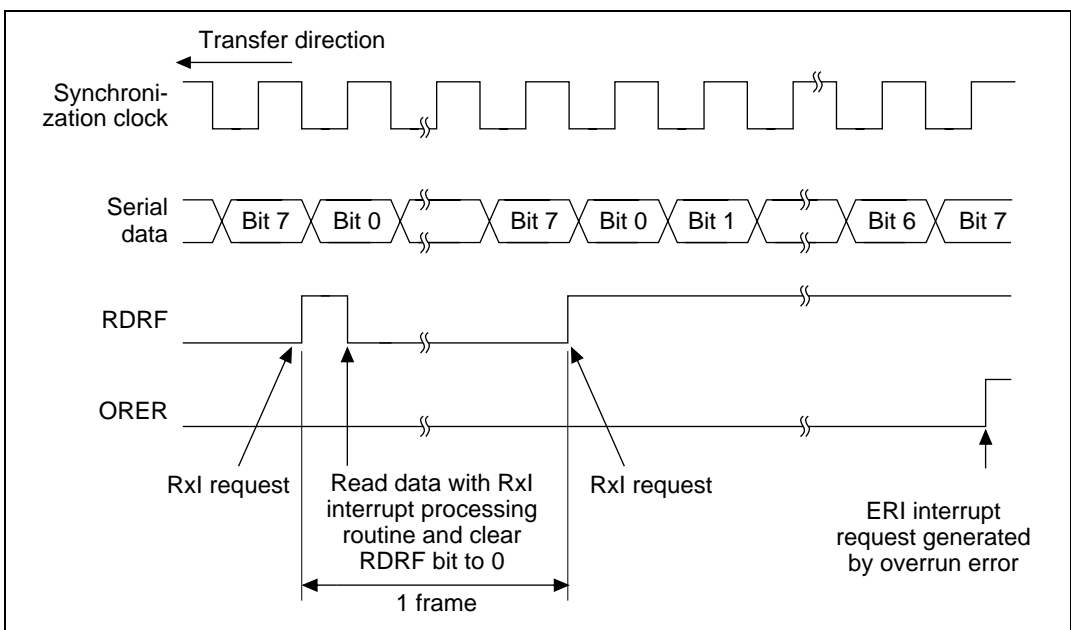 Transfer direction
Synchroni-
zation clock
Serial
data
Bit 7
Bit 0
Bit 7
Bit 0
Bit 1
Bit 6
Bit 7
RDRF
ORER
RxI request
Read data with RxI
interrupt processing
routine and clear
RDRF bit to 0
RxI request
ERI interrupt
request generated
by overrun error
1 frame